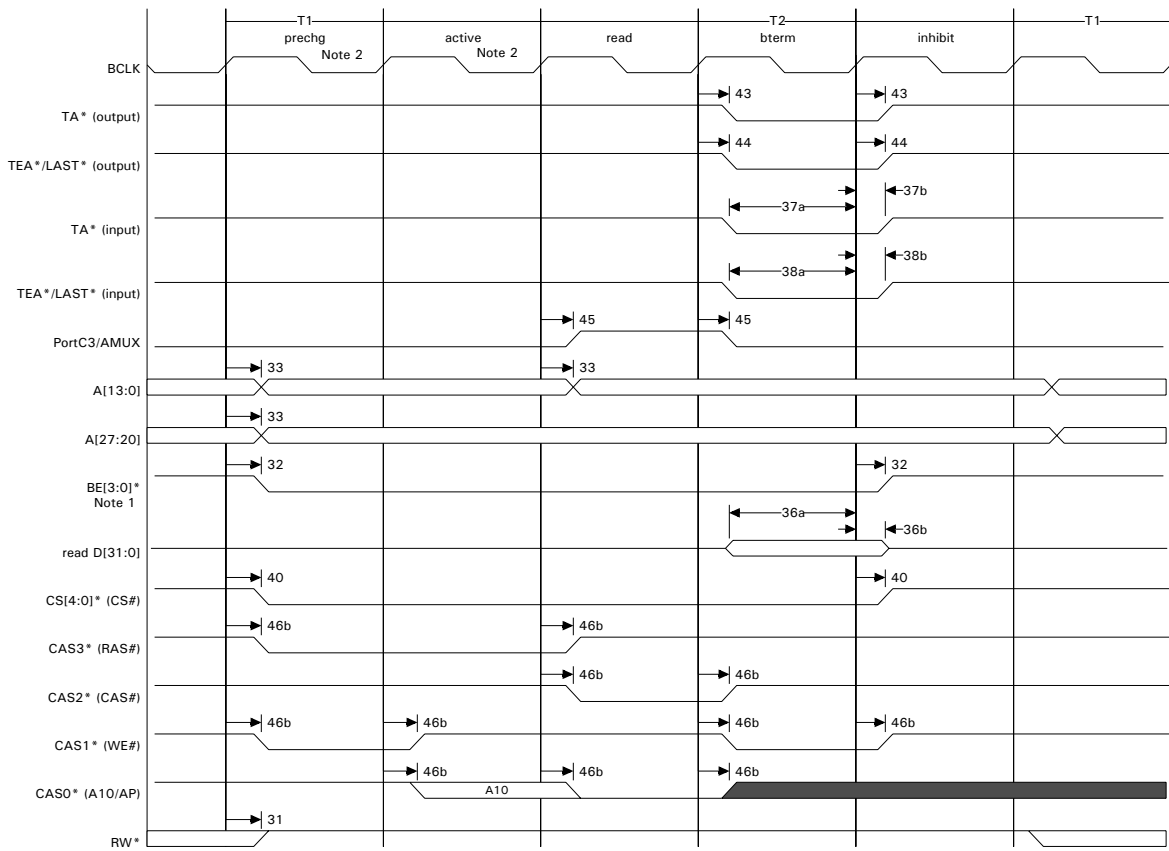 T1 T2 T1
prechg active read bterm inhibit
Note 2 Note 2
BCLK
43 43
TA* (output)
44 44
TEA*/LAST* (output)
37b
37a
TA* (input)
38b
38a
TEA*/LAST* (input)
45 45
PortC3/AMUX
33 33
A[13:0]
33
A[27:20]
32 32
BE[3:0]*
Note 1
36a
36b
read D[31:0]
40 40
CS[4:0]* (CS#)
46b 46b
CAS3* (RAS#)
46b 46b
CAS2* (CAS#)
46b 46b 46b 46b
CAS1* (WE#)
46b 46b 46b
A10
CAS0* (A10/AP)
31
RW*